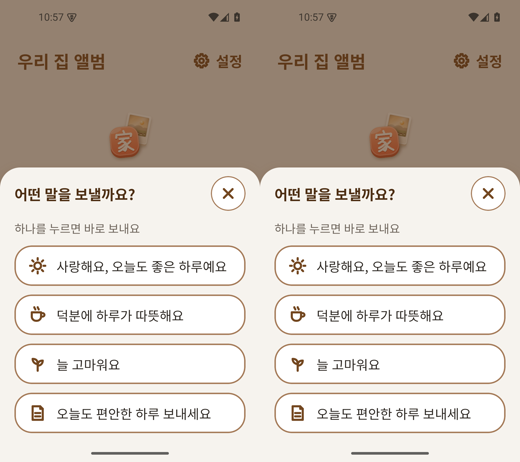 10:57
우리 집 앨범
설정
家
어떤 말을 보낼까요?
하나를 누르면 바로 보내요
사랑해요, 오늘도 좋은 하루예요
덕분에 하루가 따뜻해요
늘 고마워요
오늘도 편안한 하루 보내세요
10:57
우리 집 앨범
설정
家
어떤 말을 보낼까요?
하나를 누르면 바로 보내요
사랑해요, 오늘도 좋은 하루예요
덕분에 하루가 따뜻해요
늘 고마워요
오늘도 편안한 하루 보내세요